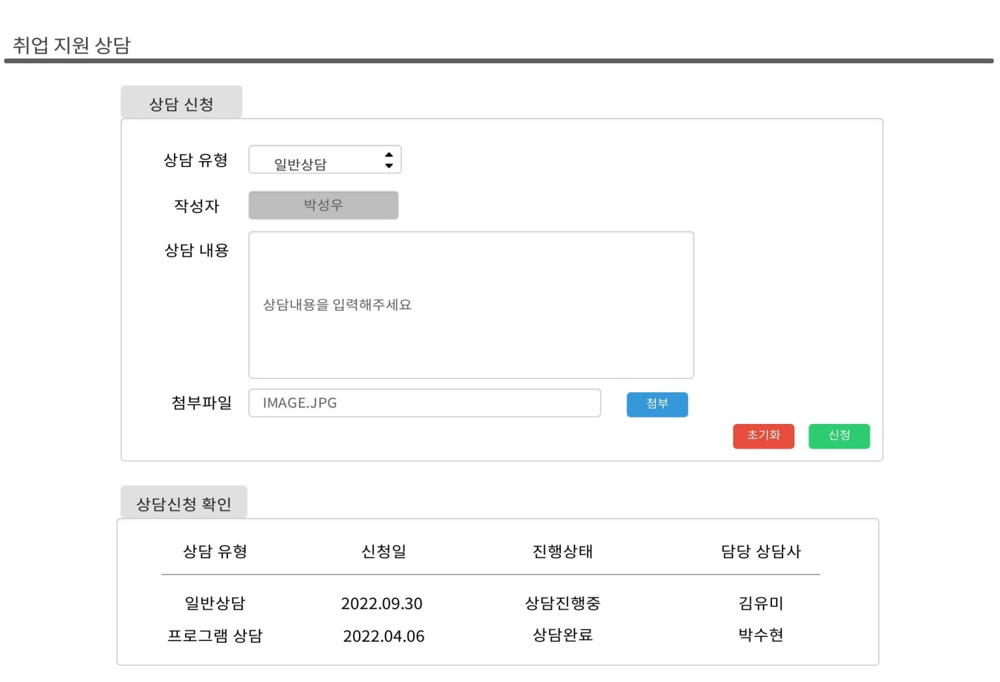 취업 지원 상담
상담 신청
상담 유형 일반상담
작성자 박성우
상담 내용 상담내용을 입력해주세요
첨부파일 IMAGE.JPG 첨부
초기화 신청
상담신청 확인
상담 유형 신청일 진행상태 담당 상담사
일반상담 2022.09.30 상담진행중 김유미
프로그램 상담 2022.04.06 상담완료 박수현